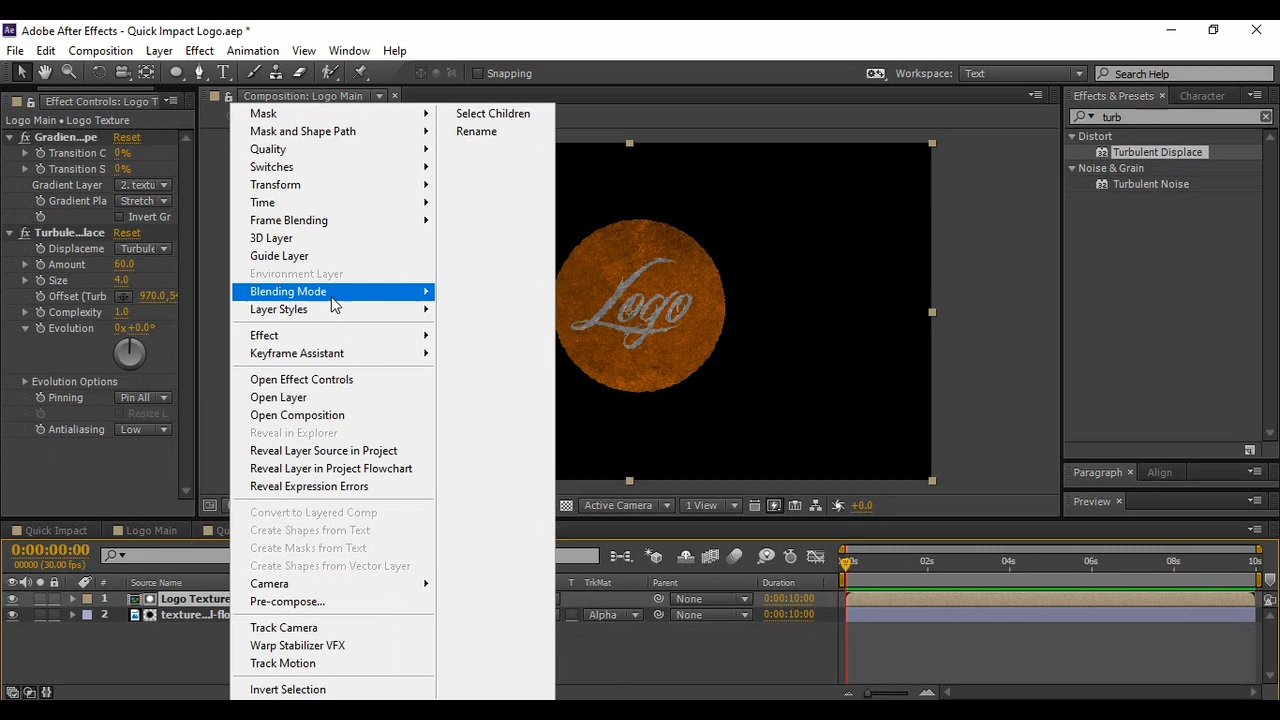 Ae Adobe After Effects - Quick Impact Logo.aep *
File Edit Composition Layer Effect Animation View Window Help
Snapping Workspace: Text Search Help
Effect Controls: Logo T
Composition: Logo Main
Effects & Presets Character
Logo Main • Logo Texture
turb
fx Gradien...pe Reset
Transition C 0%
Transition S 0%
Gradient Layer 2. textu
Gradient Pla Stretch
Invert Gr
fx Turbule...lace Reset
Displaceme Turbule
Amount 60.0
Size 4.0
Offset (Turb 970.0,54
Complexity 1.0
Evolution 0x+0.0°
Evolution Options
Pinning Pin All
Resize L
Antialiasing Low
Mask
Mask and Shape Path
Quality
Switches
Transform
Time
Frame Blending
3D Layer
Guide Layer
Environment Layer
Blending Mode
Layer Styles
Effect
Keyframe Assistant
Open Effect Controls
Open Layer
Open Composition
Reveal in Explorer
Reveal Layer Source in Project
Reveal Layer in Project Flowchart
Reveal Expression Errors
Convert to Layered Comp
Create Shapes from Text
Create Masks from Text
Create Shapes from Vector Layer
Camera
Pre-compose...
Track Camera
Warp Stabilizer VFX
Track Motion
Invert Selection
Select Children
Rename
Logo
Distort
Turbulent Displace
Noise & Grain
Turbulent Noise
Paragraph Align
Preview
Active Camera 1 View +0.0
Quick Impact Logo Main Qu
0:00:00:00
00000 (30.00 fps)
02s 04s 06s 08s 10s
# Source Name T TrkMat Parent Duration
1 Logo Texture None 0:00:10:00
2 texture...l-flo Alpha None 0:00:10:00